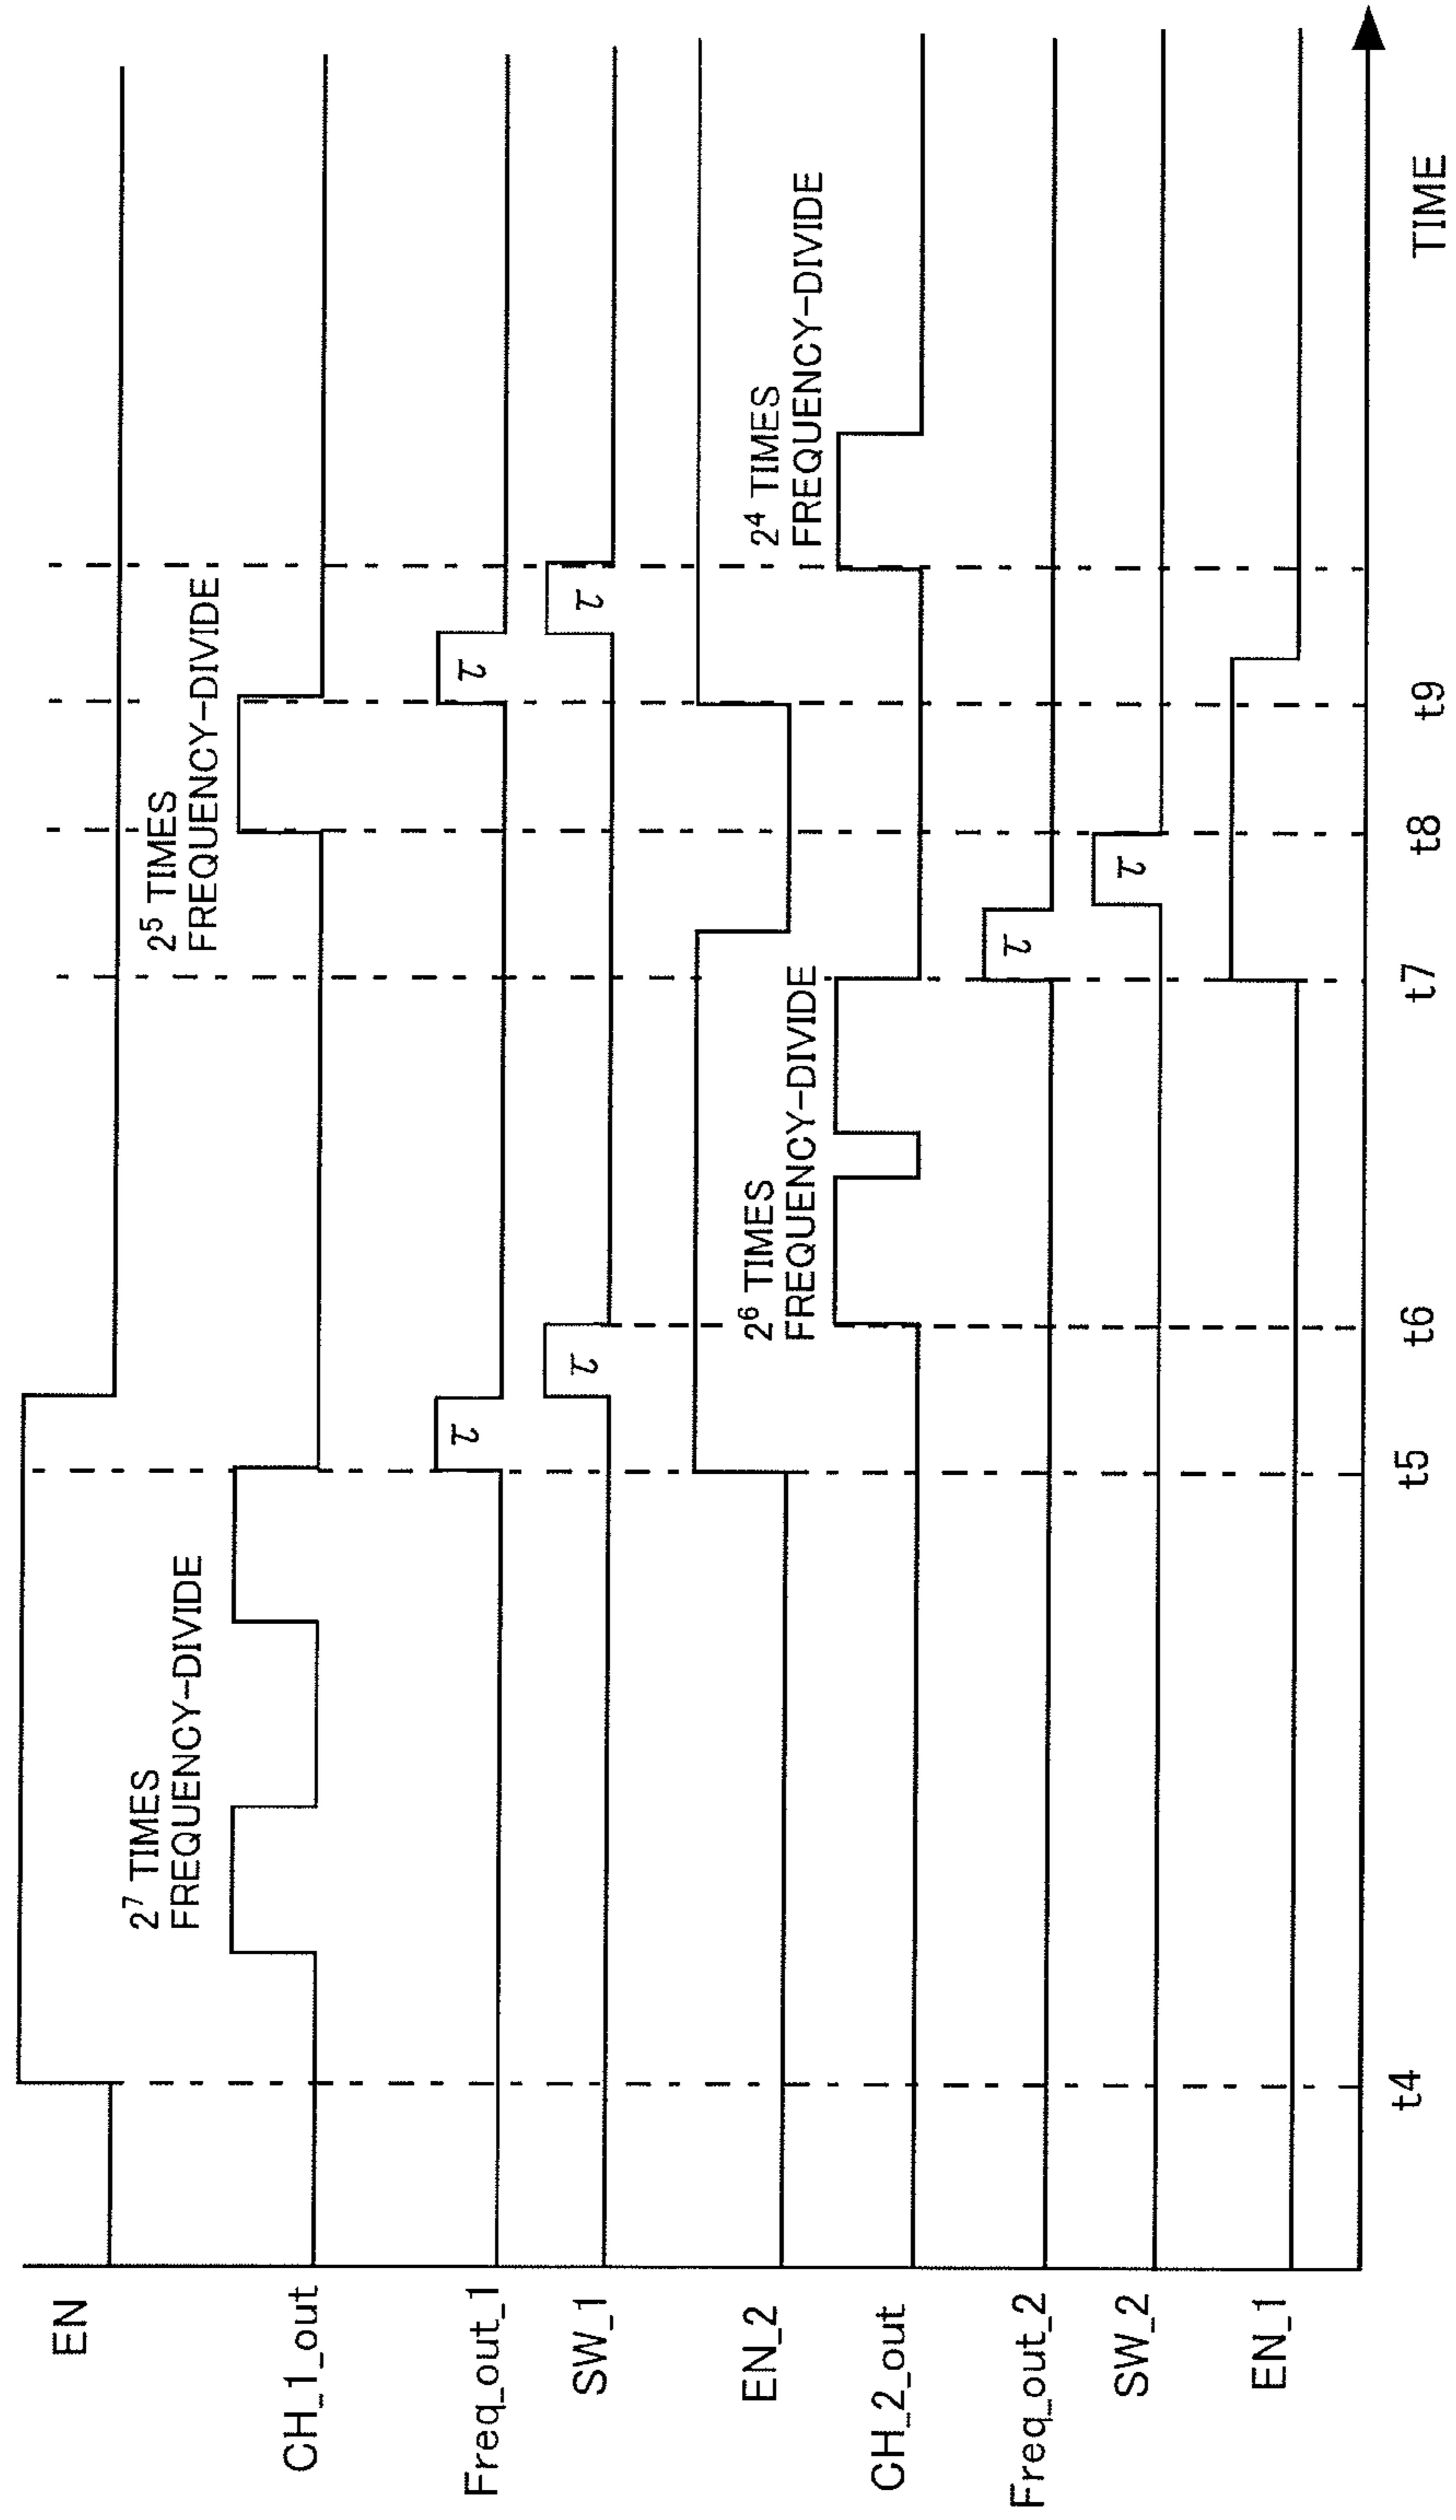 EN
2⁷ TIMES
FREQUENCY-DIVIDE
2⁵ TIMES
FREQUENCY-DIVIDE
CH_1_out
Freq_out_1
τ
τ
SW_1
τ
τ
EN_2
2⁶ TIMES
FREQUENCY-DIVIDE
2⁴ TIMES
FREQUENCY-DIVIDE
CH_2_out
Freq_out_2
τ
SW_2
τ
EN_1
t4
t5
t6
t7
t8
t9
TIME